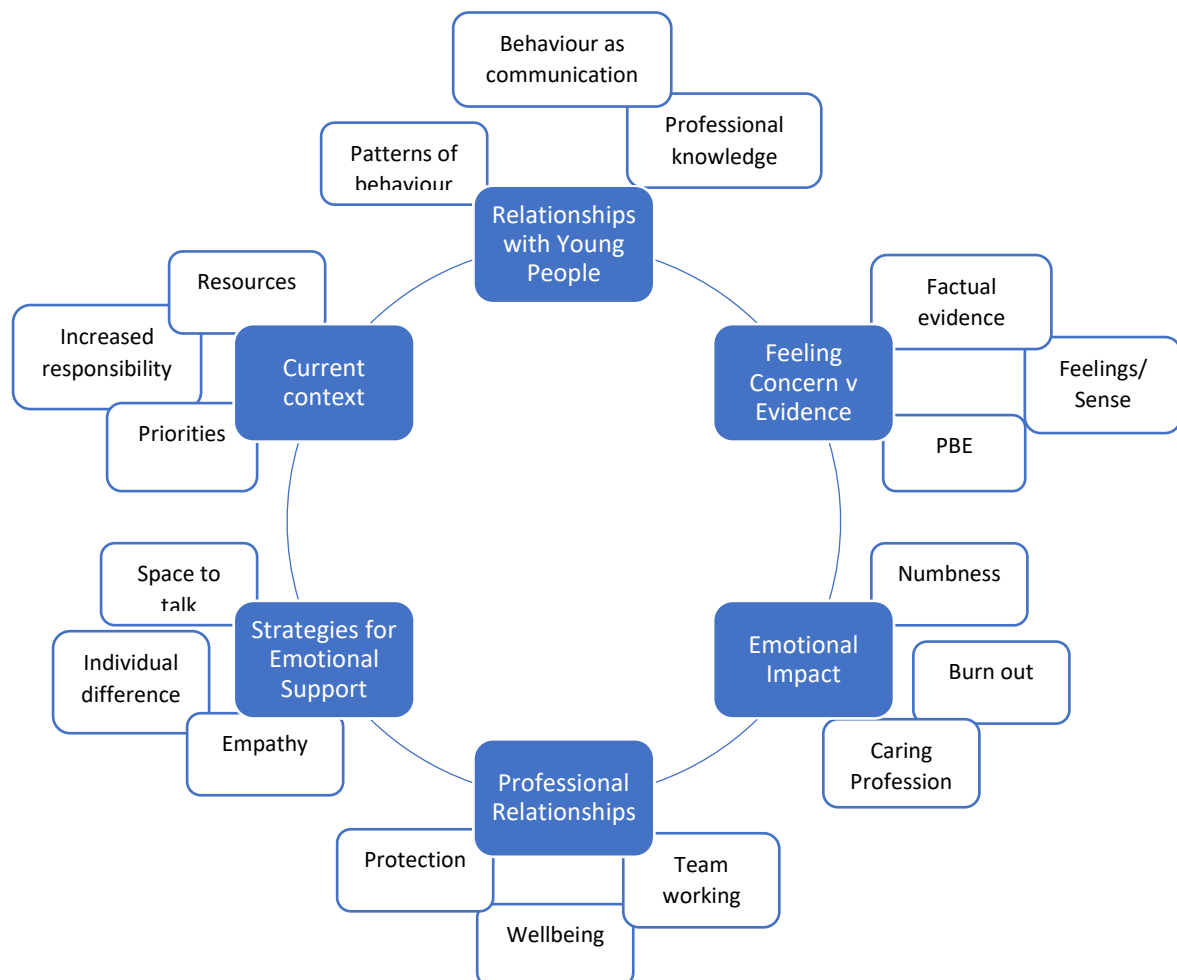 Behaviour as
communication
Professional
knowledge
Patterns of
behaviour
Relationships
with Young
People
Resources
Increased
responsibility
Priorities
Current
context
Factual
evidence
Feelings/
Sense
PBE
Feeling
Concern v
Evidence
Space to
talk
Individual
difference
Empathy
Strategies for
Emotional
Support
Numbness
Burn out
Caring
Profession
Emotional
Impact
Professional
Relationships
Protection
Team
working
Wellbeing